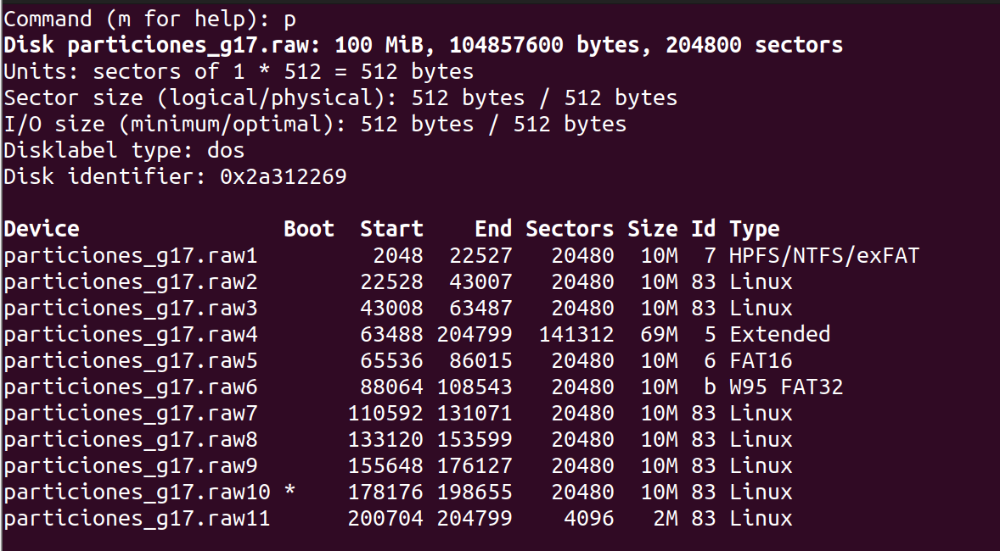 Command (m for help): p
Disk particiones_g17.raw: 100 MiB, 104857600 bytes, 204800 sectors
Units: sectors of 1 * 512 = 512 bytes
Sector size (logical/physical): 512 bytes / 512 bytes
I/O size (minimum/optimal): 512 bytes / 512 bytes
Disklabel type: dos
Disk identifier: 0x2a312269

Device                Boot  Start    End Sectors Size Id Type
particiones_g17.raw1         2048  22527   20480  10M  7 HPFS/NTFS/exFAT
particiones_g17.raw2        22528  43007   20480  10M 83 Linux
particiones_g17.raw3        43008  63487   20480  10M 83 Linux
particiones_g17.raw4        63488 204799  141312  69M  5 Extended
particiones_g17.raw5        65536  86015   20480  10M  6 FAT16
particiones_g17.raw6        88064 108543   20480  10M  b W95 FAT32
particiones_g17.raw7       110592 131071   20480  10M 83 Linux
particiones_g17.raw8       133120 153599   20480  10M 83 Linux
particiones_g17.raw9       155648 176127   20480  10M 83 Linux
particiones_g17.raw10 *    178176 198655   20480  10M 83 Linux
particiones_g17.raw11      200704 204799    4096   2M 83 Linux